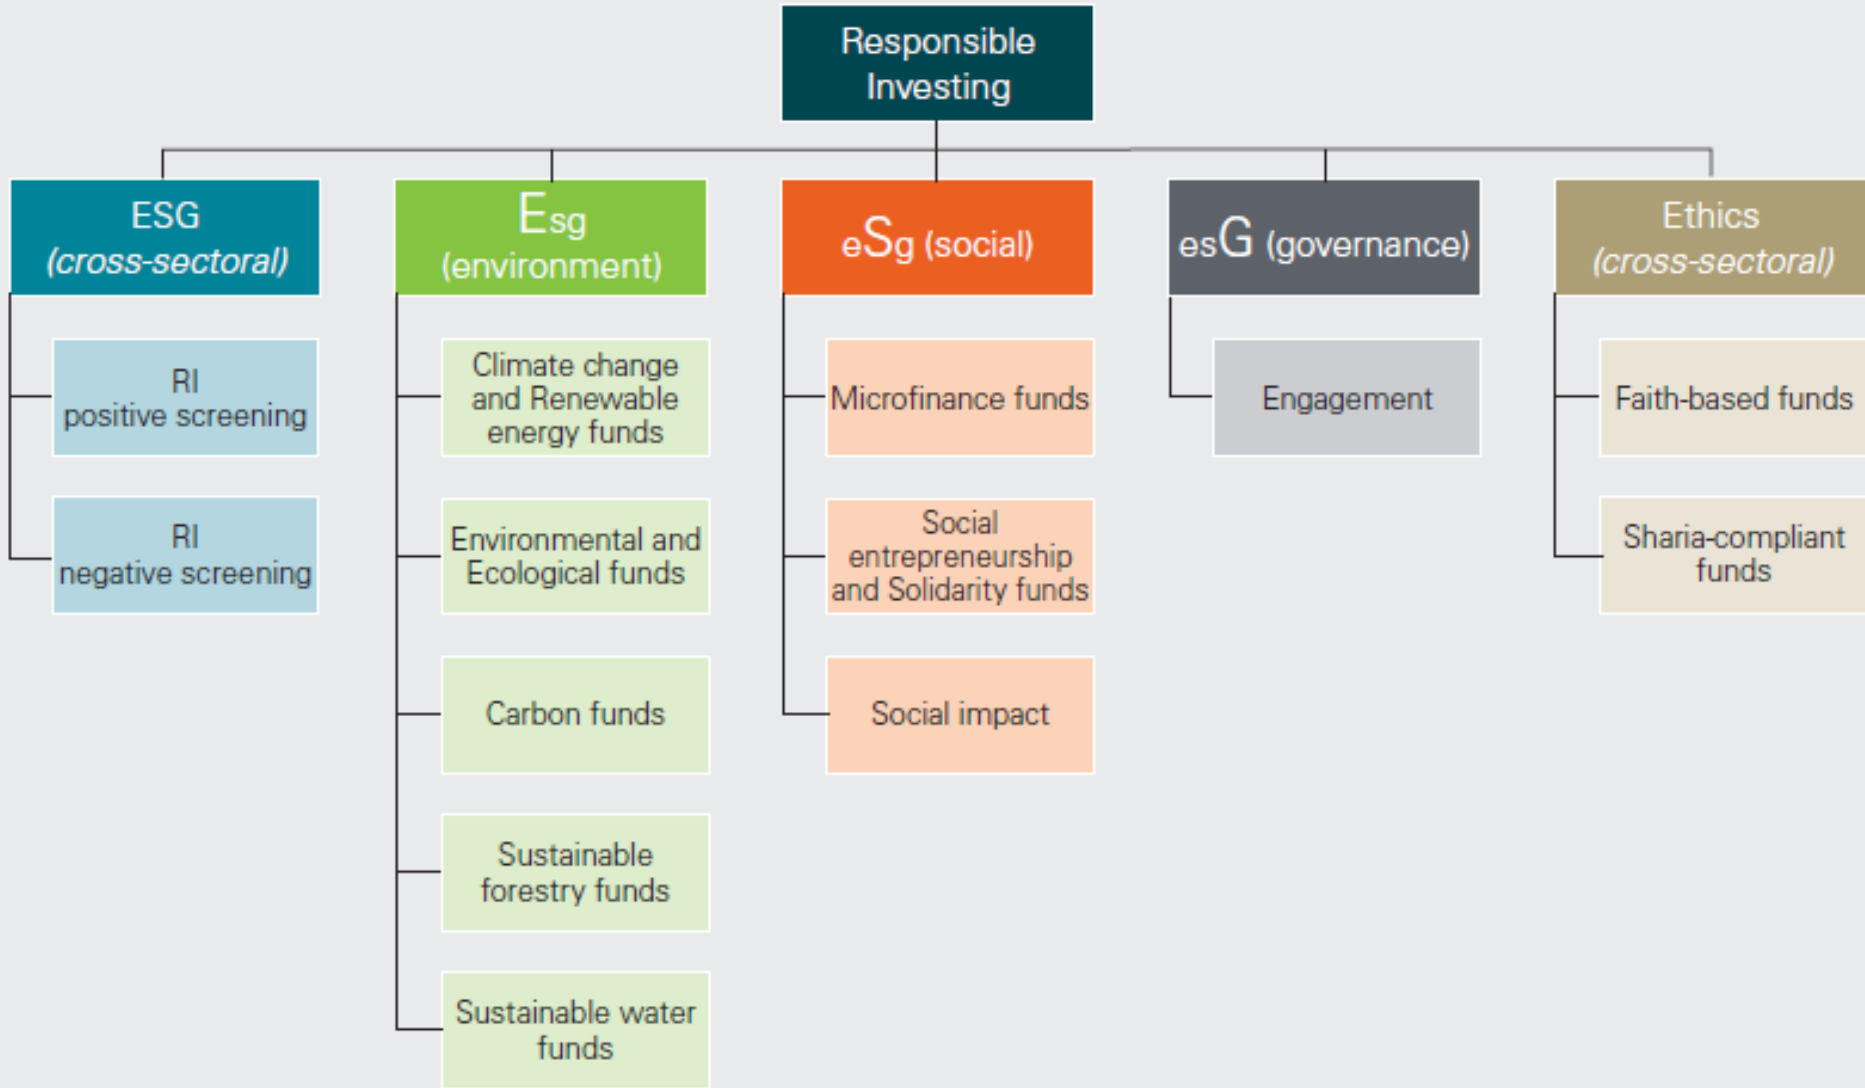 Responsible
Investing
ESG
(cross-sectoral)
RI
positive screening
RI
negative screening
Esg
(environment)
Climate change
and Renewable
energy funds
Environmental and
Ecological funds
Carbon funds
Sustainable
forestry funds
Sustainable water
funds
eSg (social)
Microfinance funds
Social
entrepreneurship
and Solidarity funds
Social impact
esG (governance)
Engagement
Ethics
(cross-sectoral)
Faith-based funds
Sharia-compliant
funds